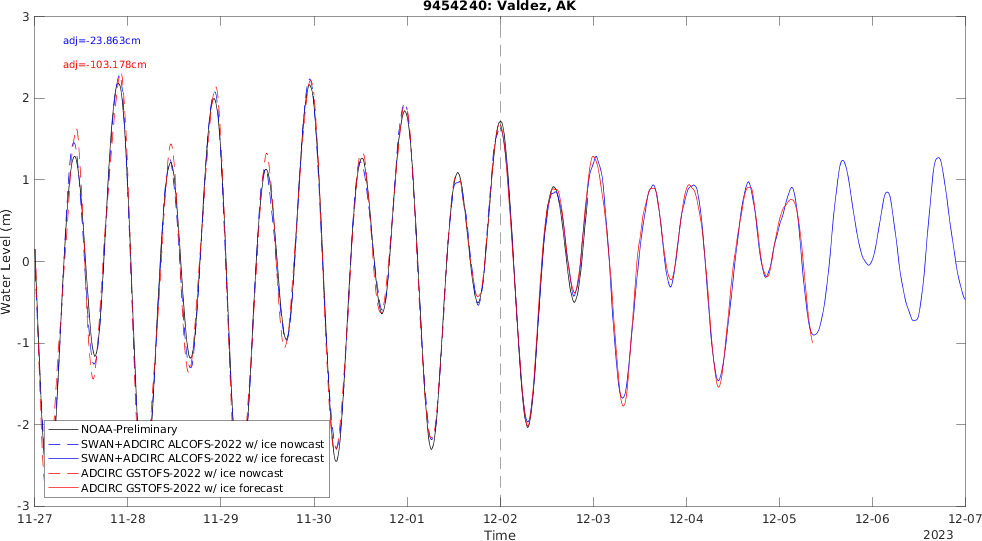 9454240: Valdez, AK
adj=-23.863cm
adj=-103.178cm
Water Level (m)
3
2
1
0
-1
-2
-3
NOAA-Preliminary
SWAN+ADCIRC ALCOFS-2022 w/ ice nowcast
SWAN+ADCIRC ALCOFS-2022 w/ ice forecast
ADCIRC GSTOFS-2022 w/ ice nowcast
ADCIRC GSTOFS-2022 w/ ice forecast
11-27 11-28 11-29 11-30 12-01 12-02 12-03 12-04 12-05 12-06 12-07
Time
2023